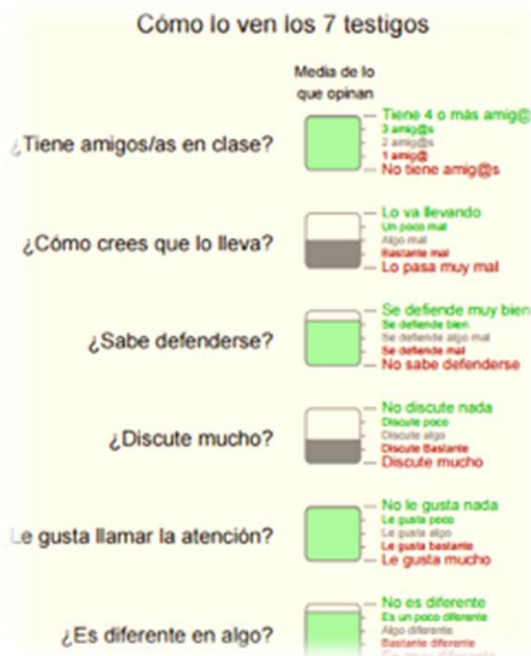 Cómo lo ven los 7 testigos
Media de lo
que opinan
¿Tiene amigos/as en clase?
Tiene 4 o más amig@
3 amig@s
2 amig@s
1 amig@
No tiene amig@s
¿Cómo crees que lo lleva?
Lo va llevando
Un poco mal
Algo mal
Bastante mal
Lo pasa muy mal
¿Sabe defenderse?
Se defiende muy bien
Se defiende bien
Se defiende algo mal
Se defiende mal
No sabe defenderse
¿Discute mucho?
No discute nada
Discute poco
Discute algo
Discute Bastante
Discute mucho
Le gusta llamar la atención?
No le gusta nada
Le gusta poco
Le gusta algo
Le gusta bastante
Le gusta mucho
¿Es diferente en algo?
No es diferente
Es un poco diferente
Algo diferente
Bastante diferente